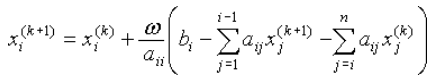 $x_i^{(k+1)} = x_i^{(k)} + \frac{\omega}{a_{ii}} \left( b_i - \sum_{j=1}^{i-1} a_{ij} x_j^{(k+1)} - \sum_{j=i}^{n} a_{ij} x_j^{(k)} \right)$